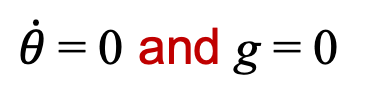 θ̇ = 0 and g = 0